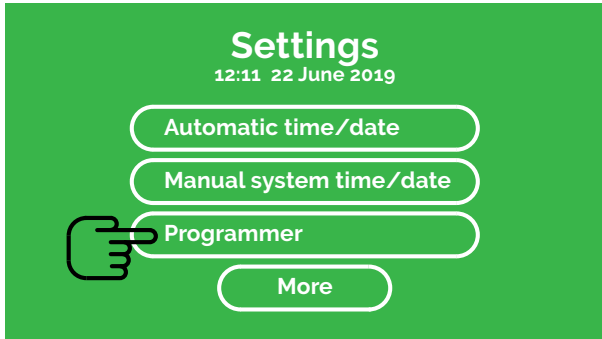 Settings
12:11 22 June 2019
Automatic time/date
Manual system time/date
Programmer
More